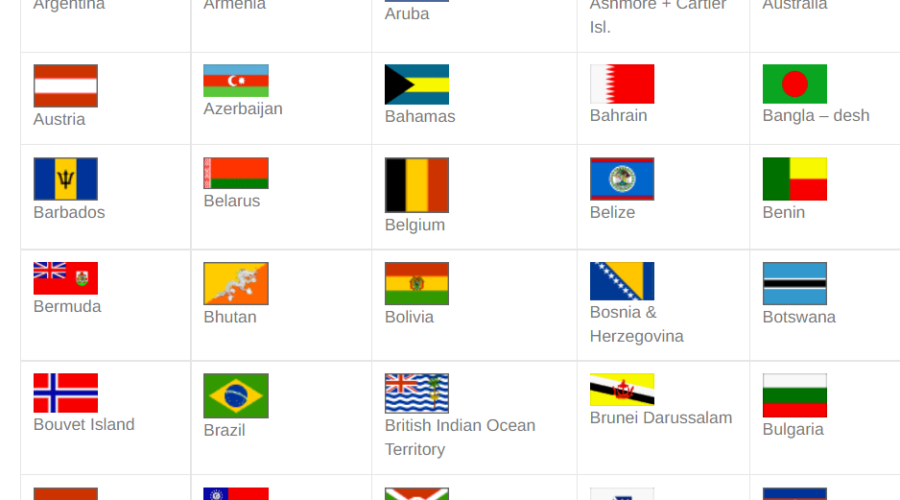 Argentina
Armenia
Aruba
Ashmore + Cartier
Isl.
Australia
Austria
Azerbaijan
Bahamas
Bahrain
Bangla – desh
Barbados
Belarus
Belgium
Belize
Benin
Bermuda
Bhutan
Bolivia
Bosnia &
Herzegovina
Botswana
Bouvet Island
Brazil
British Indian Ocean
Territory
Brunei Darussalam
Bulgaria